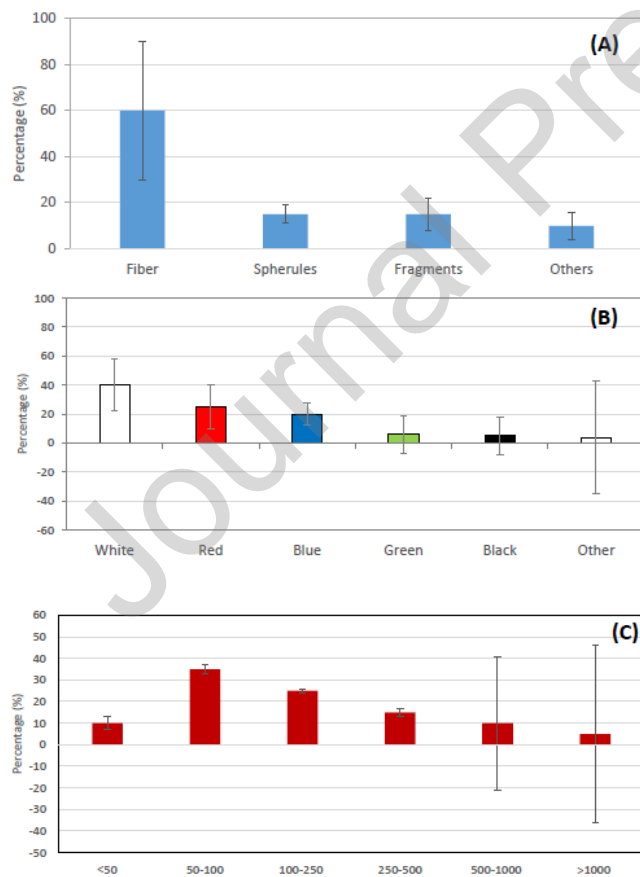 (A)
Percentage (%)
100
80
60
40
20
0
Fiber Spherules Fragments Others
(B)
Percentage (%)
100
80
60
40
20
0
-20
-40
-60
White Red Blue Green Black Other
(C)
Percentage (%)
60
50
40
30
20
10
0
-10
-20
-30
-40
-50
<50 50-100 100-250 250-500 500-1000 >1000
Journal Pre